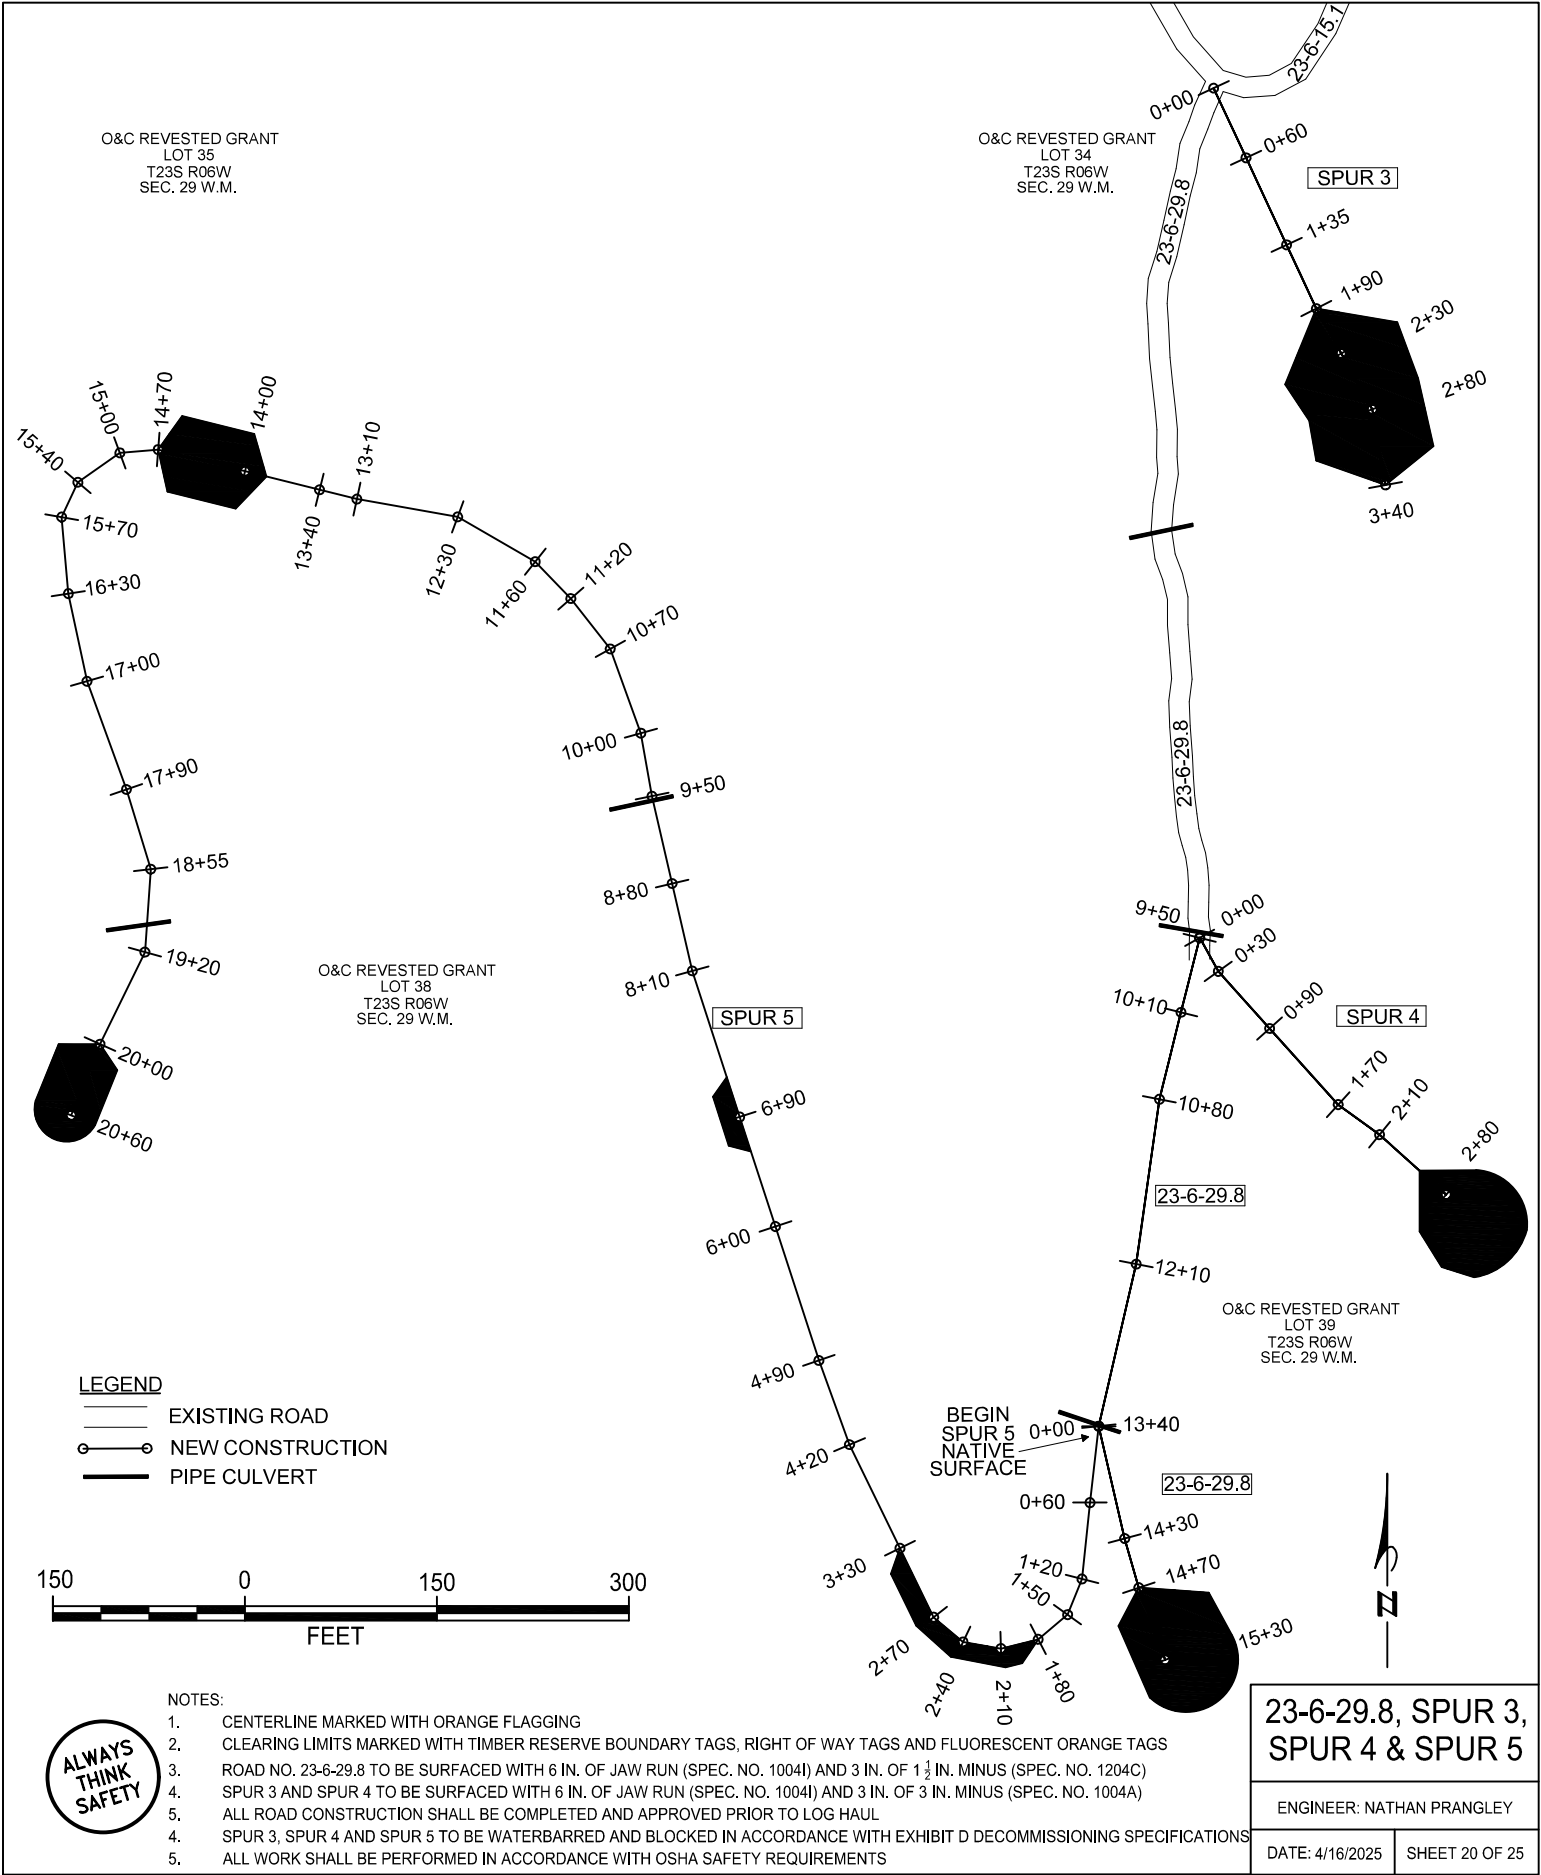 23-6-15.1
0+00
0+60
SPUR 3
1+35
1+90
2+30
2+80
3+40
O&C REVESTED GRANT
LOT 35
T23S R06W
SEC. 29 W.M.
O&C REVESTED GRANT
LOT 34
T23S R06W
SEC. 29 W.M.
23-6-29.8
23-6-29.8
14+70
14+00
15+00
15+40
13+10
13+40
12+30
11+60
11+20
10+70
10+00
9+50
8+80
8+10
15+70
16+30
17+00
17+90
18+55
19+20
20+00
20+60
O&C REVESTED GRANT
LOT 38
T23S R06W
SEC. 29 W.M.
SPUR 5
6+90
6+00
4+90
4+20
3+30
2+70
2+40
2+10
1+80
1+50
1+20
0+60
9+50
0+00
0+30
10+10
0+90
SPUR 4
1+70
2+10
2+80
10+80
23-6-29.8
12+10
O&C REVESTED GRANT
LOT 39
T23S R06W
SEC. 29 W.M.
BEGIN
SPUR 5
NATIVE
SURFACE
0+00
13+40
23-6-29.8
14+30
14+70
15+30
N
LEGEND
EXISTING ROAD
NEW CONSTRUCTION
PIPE CULVERT
150 0 150 300
FEET
ALWAYS
THINK
SAFETY
NOTES:
1. CENTERLINE MARKED WITH ORANGE FLAGGING
2. CLEARING LIMITS MARKED WITH TIMBER RESERVE BOUNDARY TAGS, RIGHT OF WAY TAGS AND FLUORESCENT ORANGE TAGS
3. ROAD NO. 23-6-29.8 TO BE SURFACED WITH 6 IN. OF JAW RUN (SPEC. NO. 1004I) AND 3 IN. OF 1 1/2 IN. MINUS (SPEC. NO. 1204C)
4. SPUR 3 AND SPUR 4 TO BE SURFACED WITH 6 IN. OF JAW RUN (SPEC. NO. 1004I) AND 3 IN. OF 3 IN. MINUS (SPEC. NO. 1004A)
5. ALL ROAD CONSTRUCTION SHALL BE COMPLETED AND APPROVED PRIOR TO LOG HAUL
4. SPUR 3, SPUR 4 AND SPUR 5 TO BE WATERBARRED AND BLOCKED IN ACCORDANCE WITH EXHIBIT D DECOMMISSIONING SPECIFICATIONS
5. ALL WORK SHALL BE PERFORMED IN ACCORDANCE WITH OSHA SAFETY REQUIREMENTS
23-6-29.8, SPUR 3,
SPUR 4 & SPUR 5
ENGINEER: NATHAN PRANGLEY
DATE: 4/16/2025 SHEET 20 OF 25